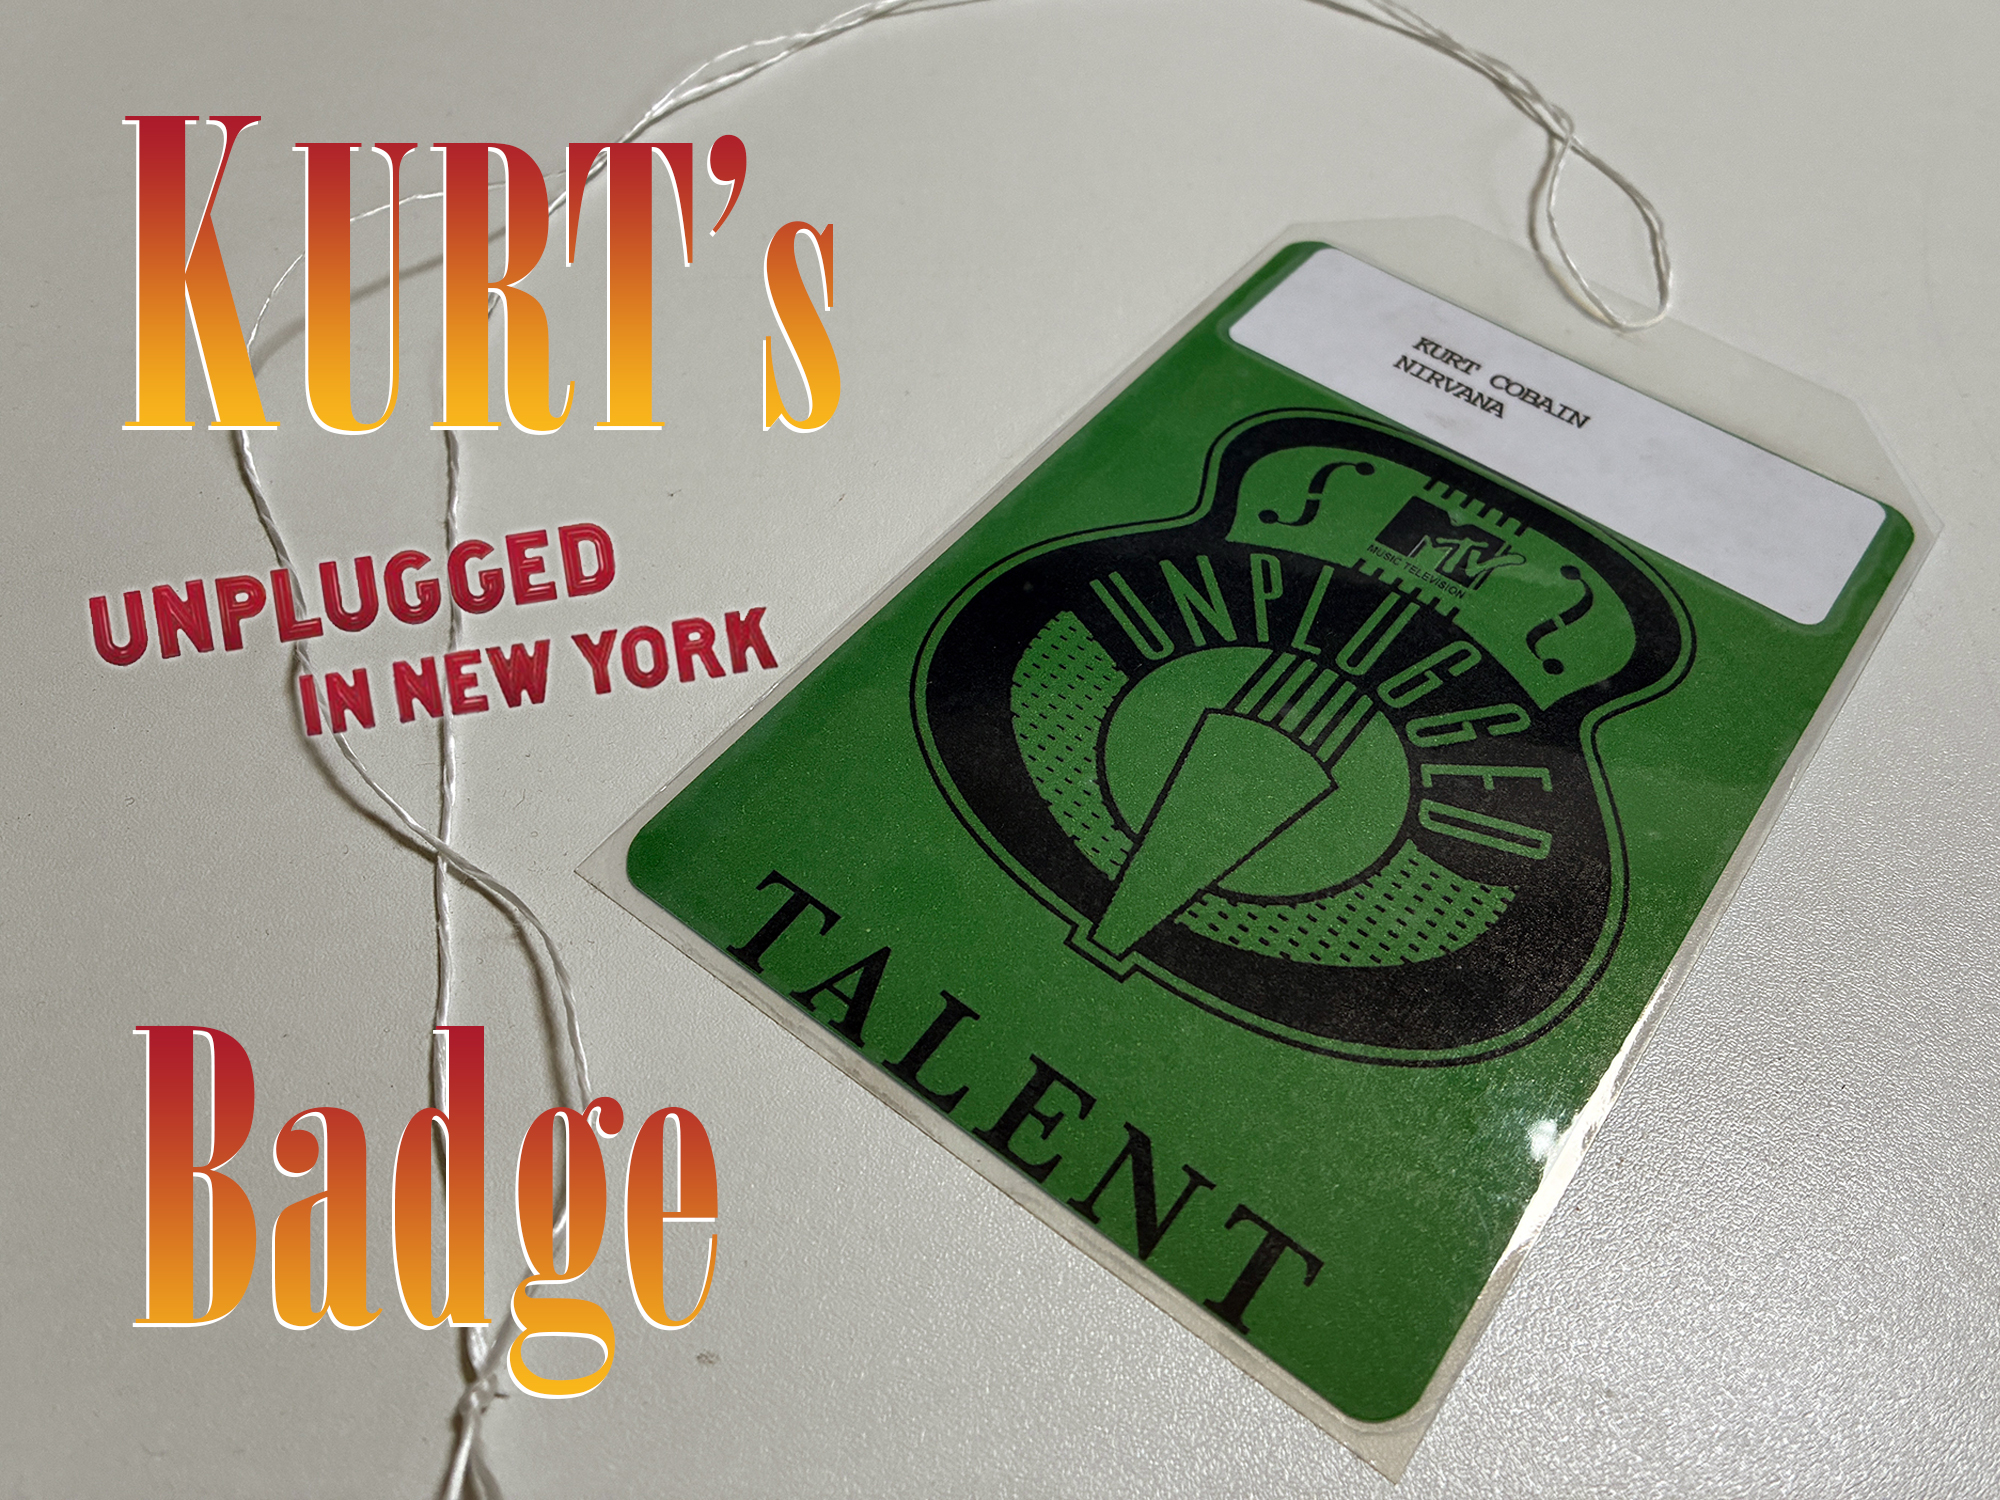 KURT's
UNPLUGGED
IN NEW YORK
Badge
KURT COBAIN
NIRVANA
MTV
MUSIC TELEVISION
UNPLUGGED
TALENT